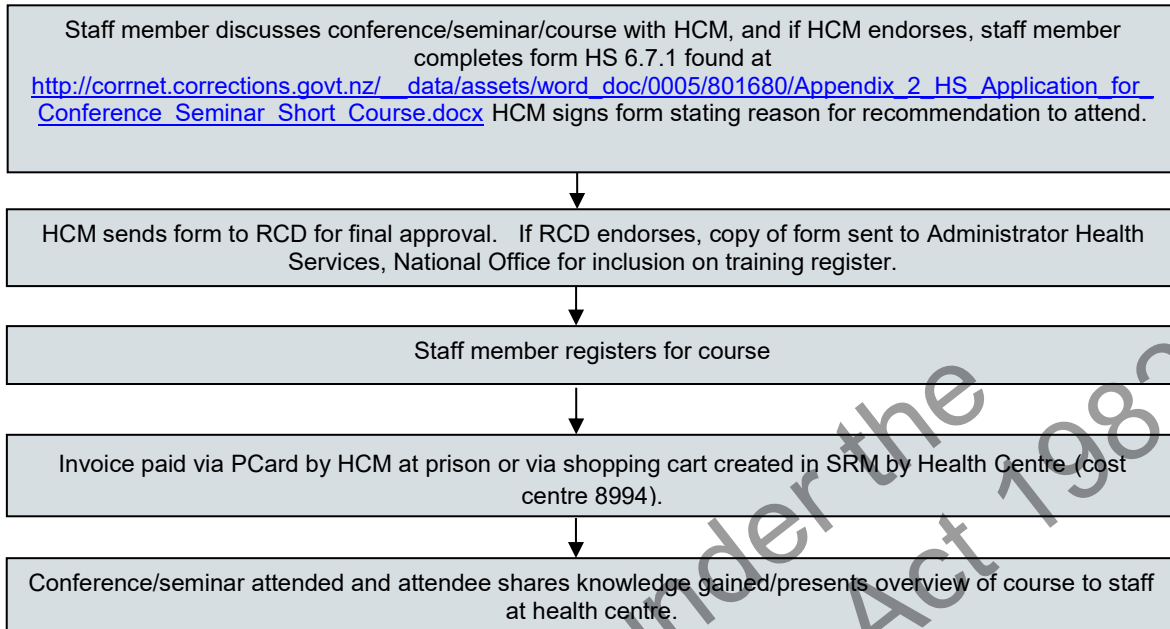 Staff member discusses conference/seminar/course with HCM, and if HCM endorses, staff member
completes form HS 6.7.1 found at
http://corrnet.corrections.govt.nz/__data/assets/word_doc/0005/801680/Appendix_2_HS_Application_for_
Conference_Seminar_Short_Course.docx HCM signs form stating reason for recommendation to attend.
HCM sends form to RCD for final approval. If RCD endorses, copy of form sent to Administrator Health
Services, National Office for inclusion on training register.
Staff member registers for course
Invoice paid via PCard by HCM at prison or via shopping cart created in SRM by Health Centre (cost
centre 8994).
Conference/seminar attended and attendee shares knowledge gained/presents overview of course to staff
at health centre.
under the
Act 1982